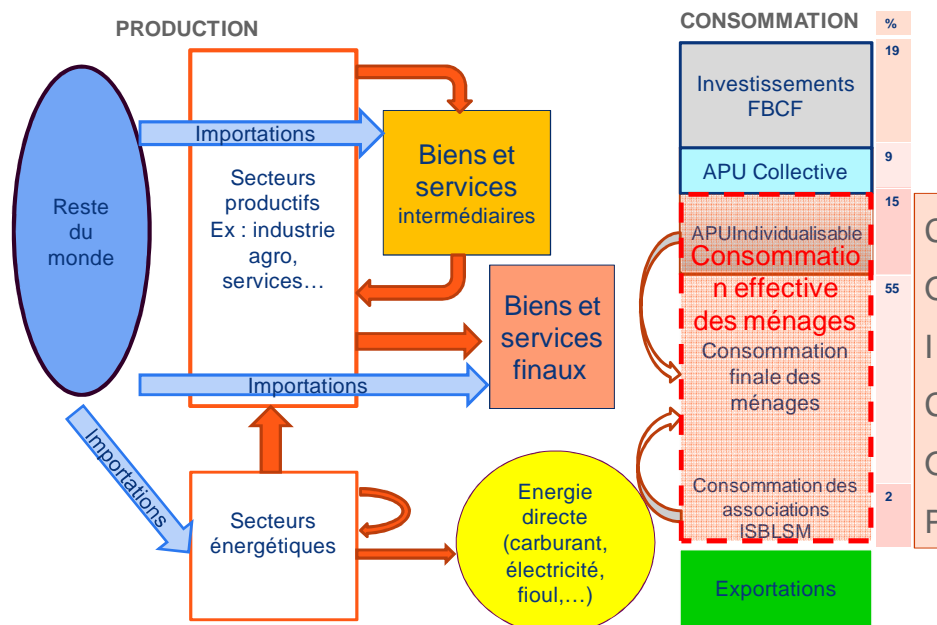 PRODUCTION
CONSOMMATION
%
Reste
du
monde
Importations
Secteurs
productifs
Ex : industrie
agro,
services…
Biens et
services
intermédiaires
Biens et
services
finaux
Importations
Importations
Secteurs
énergétiques
Energie
directe
(carburant,
électricité,
fioul,…)
Investissements
FBCF
19
APU Collective
9
APUIndividualisable
15
Consommatio
n effective
des ménages
55
Consommation
finale des
ménages
Consommation des
associations
ISBLSM
2
Exportations